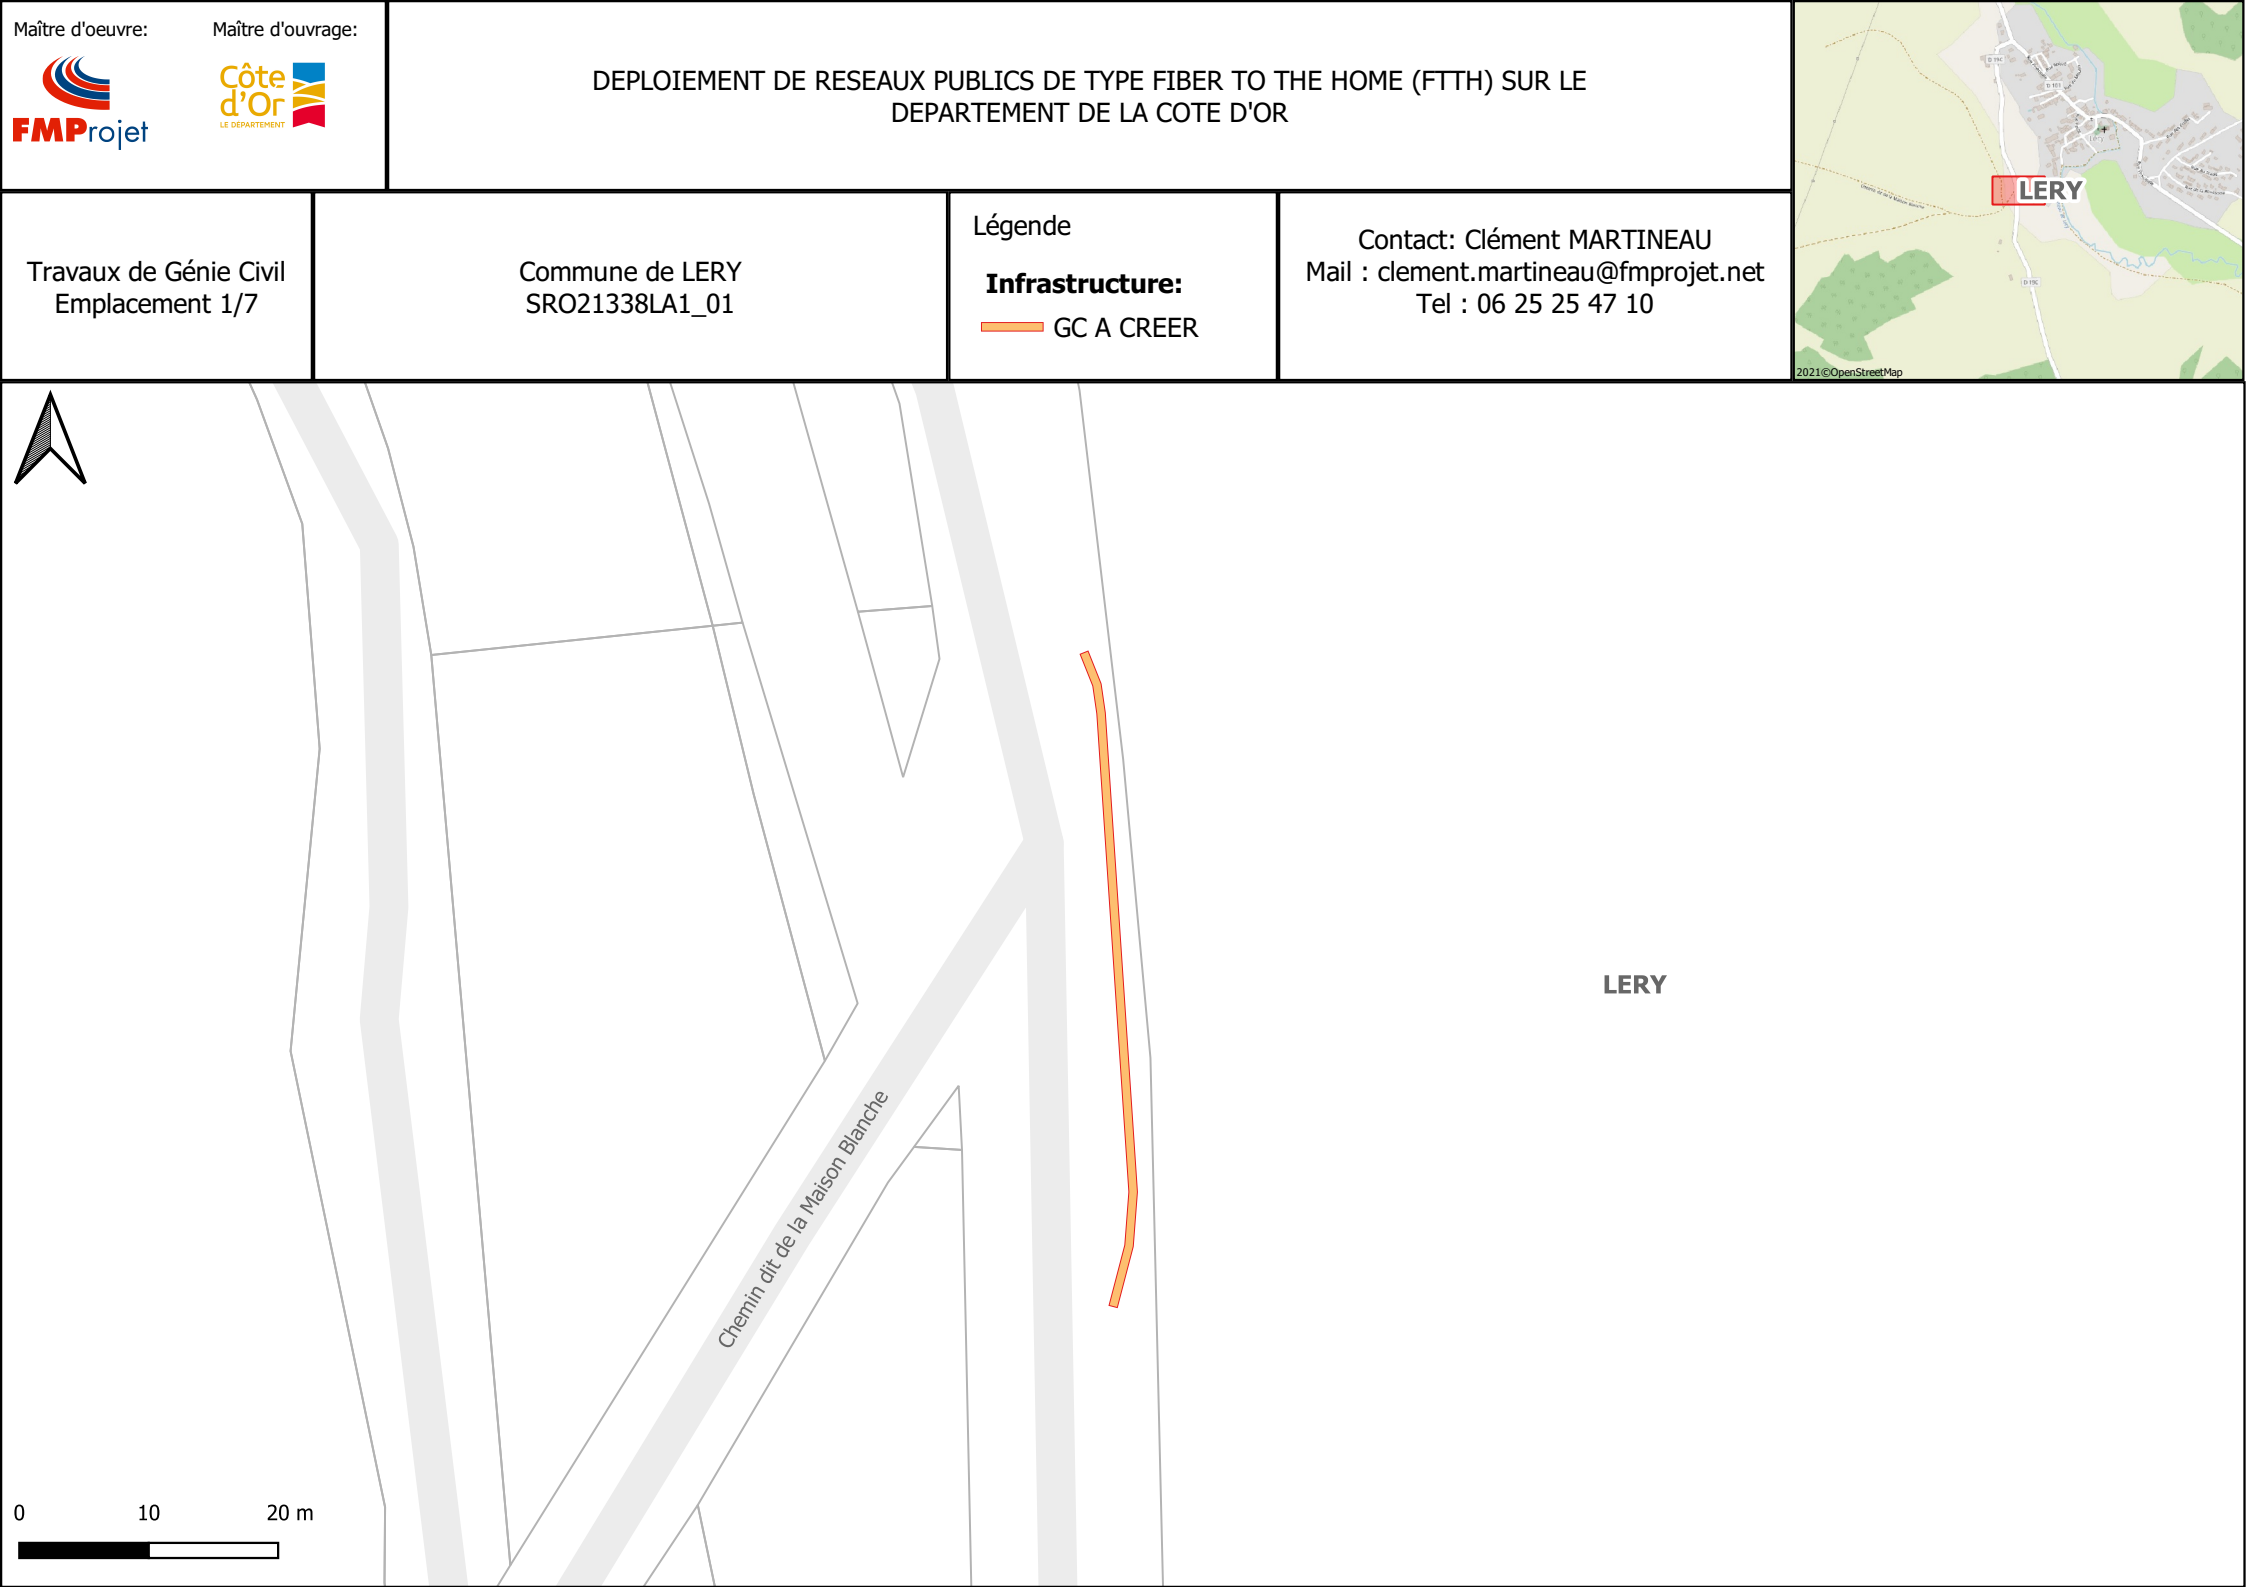 Maître d'oeuvre:
Maître d'ouvrage:
FMProjet
Côte
d'Or
LE DÉPARTEMENT
DEPLOIEMENT DE RESEAUX PUBLICS DE TYPE FIBER TO THE HOME (FTTH) SUR LE
DEPARTEMENT DE LA COTE D'OR
Travaux de Génie Civil
Emplacement 1/7
Commune de LERY
SRO21338LA1_01
Légende
Infrastructure:
GC A CREER
Contact: Clément MARTINEAU
Mail : clement.martineau@fmprojet.net
Tel : 06 25 25 47 10
D 19C
D 101
LERY
D 19C
2021©OpenStreetMap
LERY
Chemin dit de la Maison Blanche
0 10 20 m